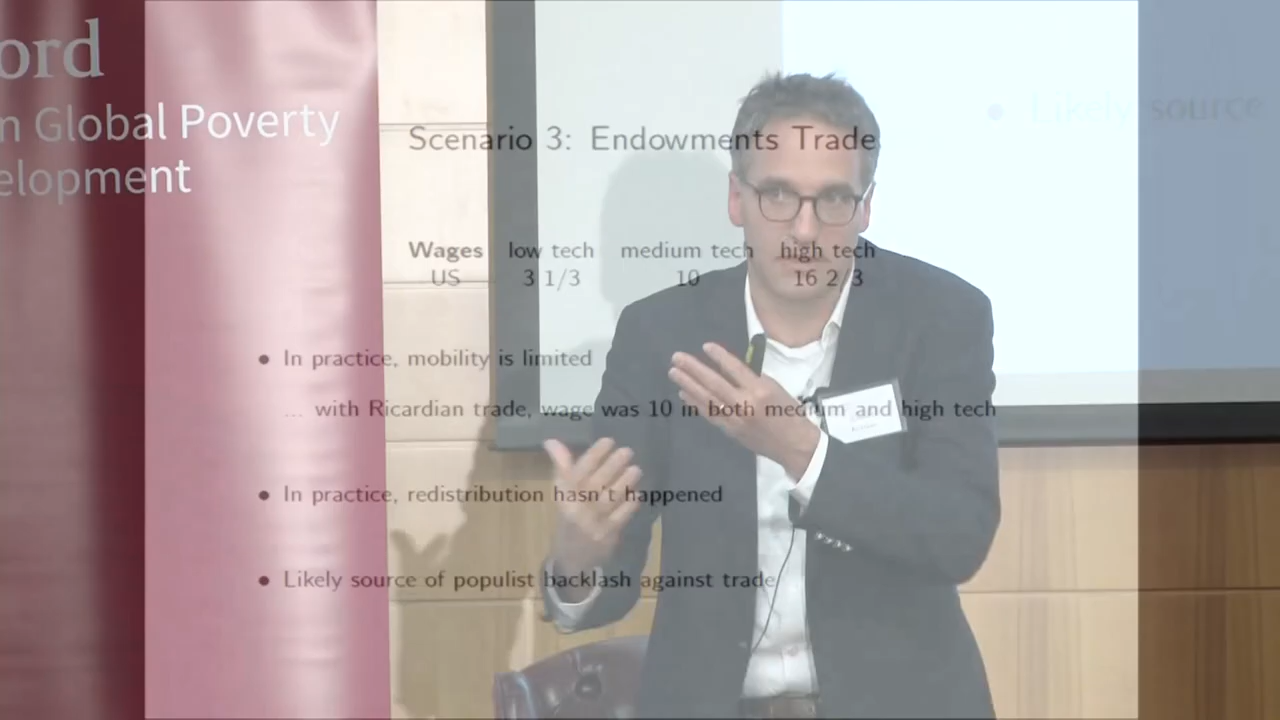 ord
n Global Poverty
elopment
Likely source
Scenario 3: Endowments Trade
Wages low tech medium tech high tech
US 3 1/3 10 16 2/3
• In practice, mobility is limited
... with Ricardian trade, wage was 10 in both medium and high tech
• In practice, redistribution hasn't happened
• Likely source of populist backlash against trade